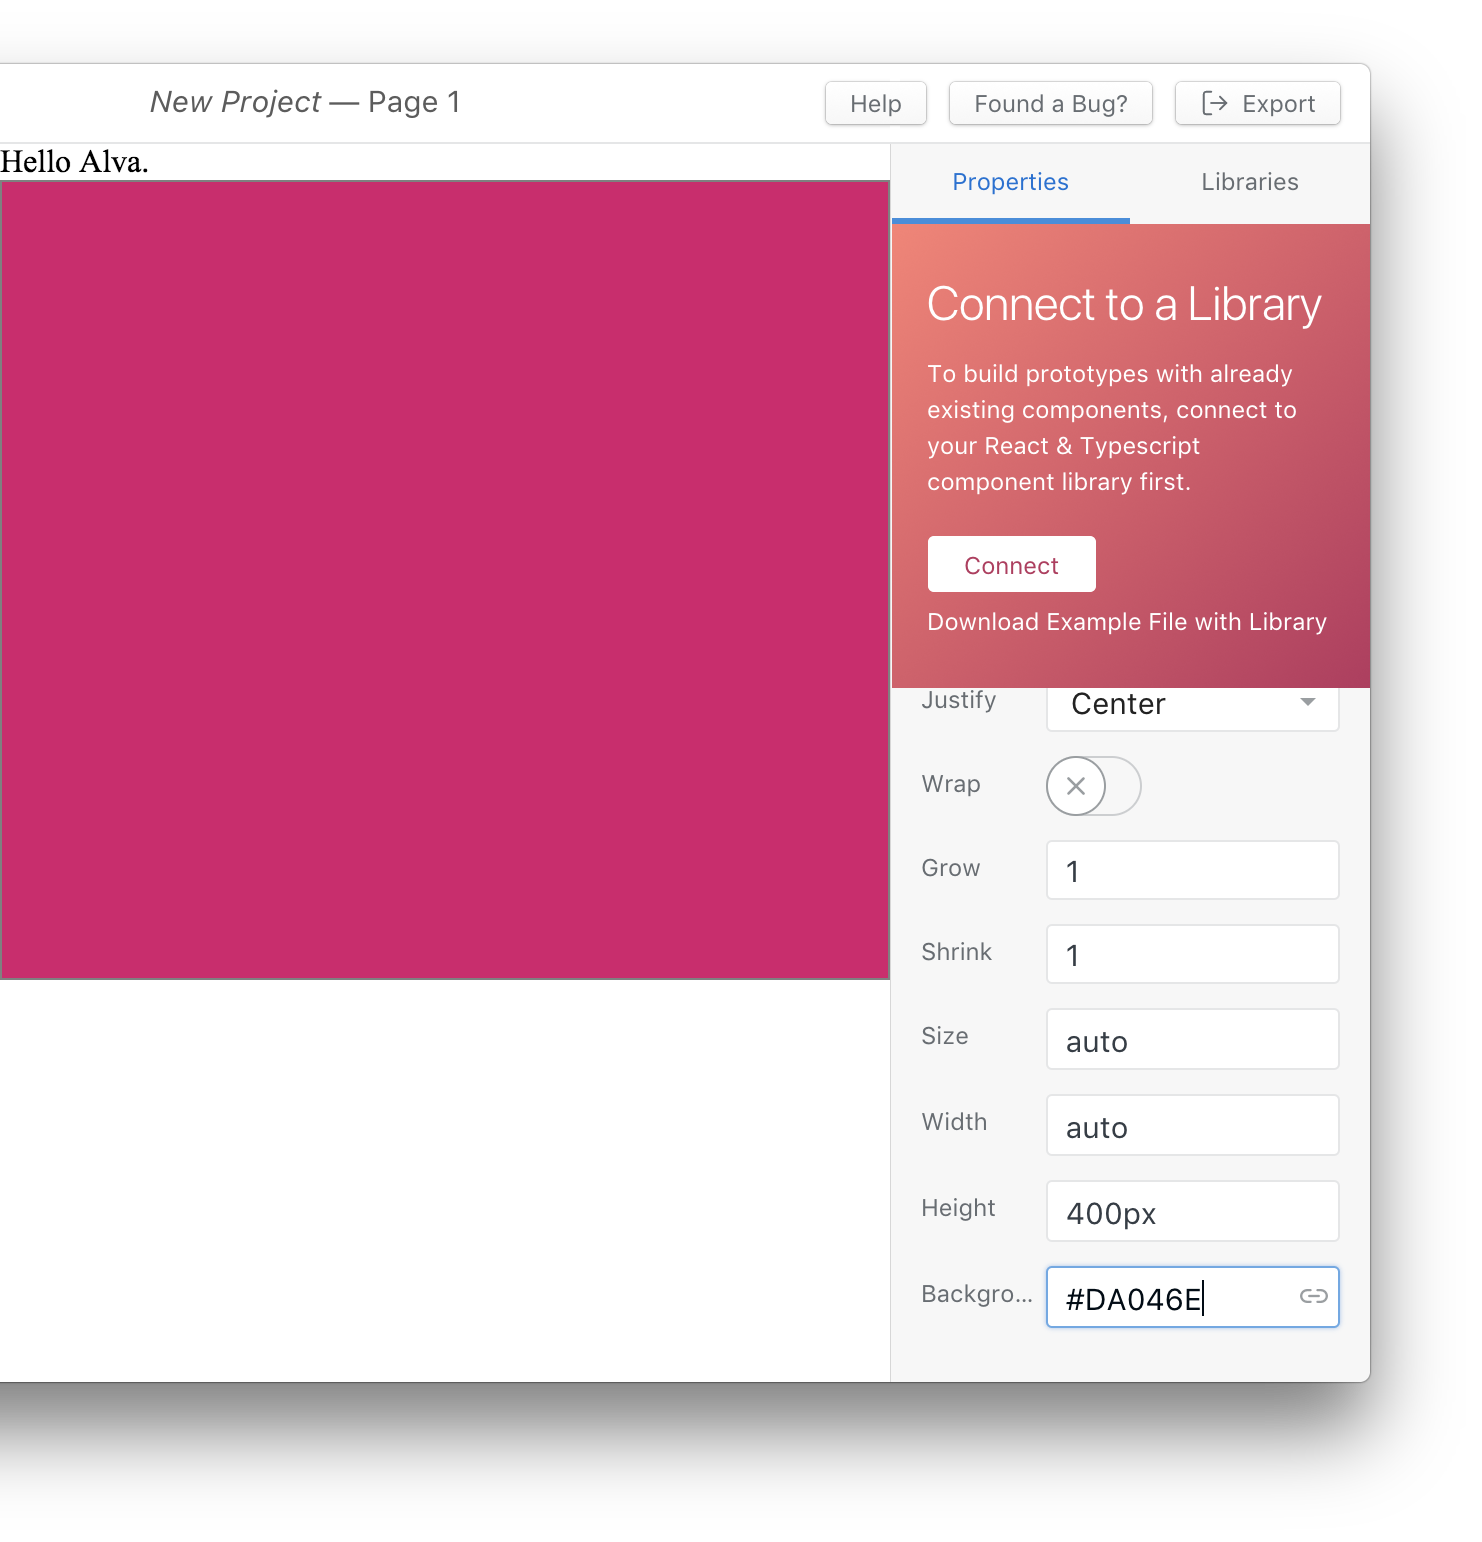 New Project — Page 1
Help
Found a Bug?
Export
Hello Alva.
Properties
Libraries
Connect to a Library
To build prototypes with already
existing components, connect to
your React & Typescript
component library first.
Connect
Download Example File with Library
Justify
Center
Wrap
Grow
1
Shrink
1
Size
auto
Width
auto
Height
400px
Backgro...
#DA046E